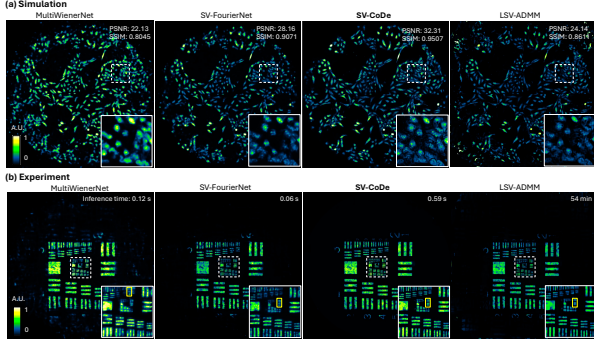 (a) Simulation
MultiWienerNet
SV-FourierNet
SV-CoDe
LSV-ADMM
PSNR: 22.13
SSIM: 0.8045
PSNR: 28.16
SSIM: 0.9071
PSNR: 32.31
SSIM: 0.9507
PSNR: 24.14
SSIM: 0.8611
A.U.
1
0
(b) Experiment
MultiWienerNet
SV-FourierNet
SV-CoDe
LSV-ADMM
Inference time: 0.12 s
0.06 s
0.59 s
54 min
A.U.
1
0